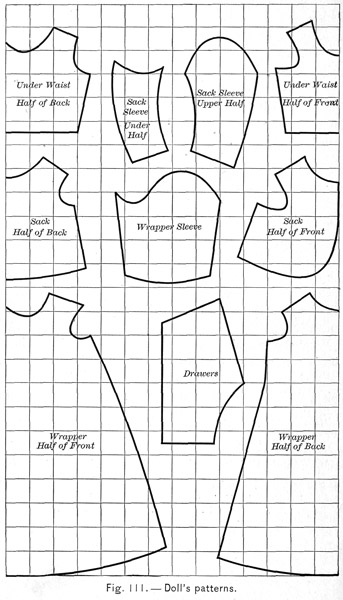 Under Waist
Half of Back
Sack
Sleeve
Under
Half
Sack Sleeve
Upper Half
Under Waist
Half of Front
Sack
Half of Back
Wrapper Sleeve
Sack
Half of Front
Drawers
Wrapper
Half of Front
Wrapper
Half of Back
Fig. 111.—Doll's patterns.